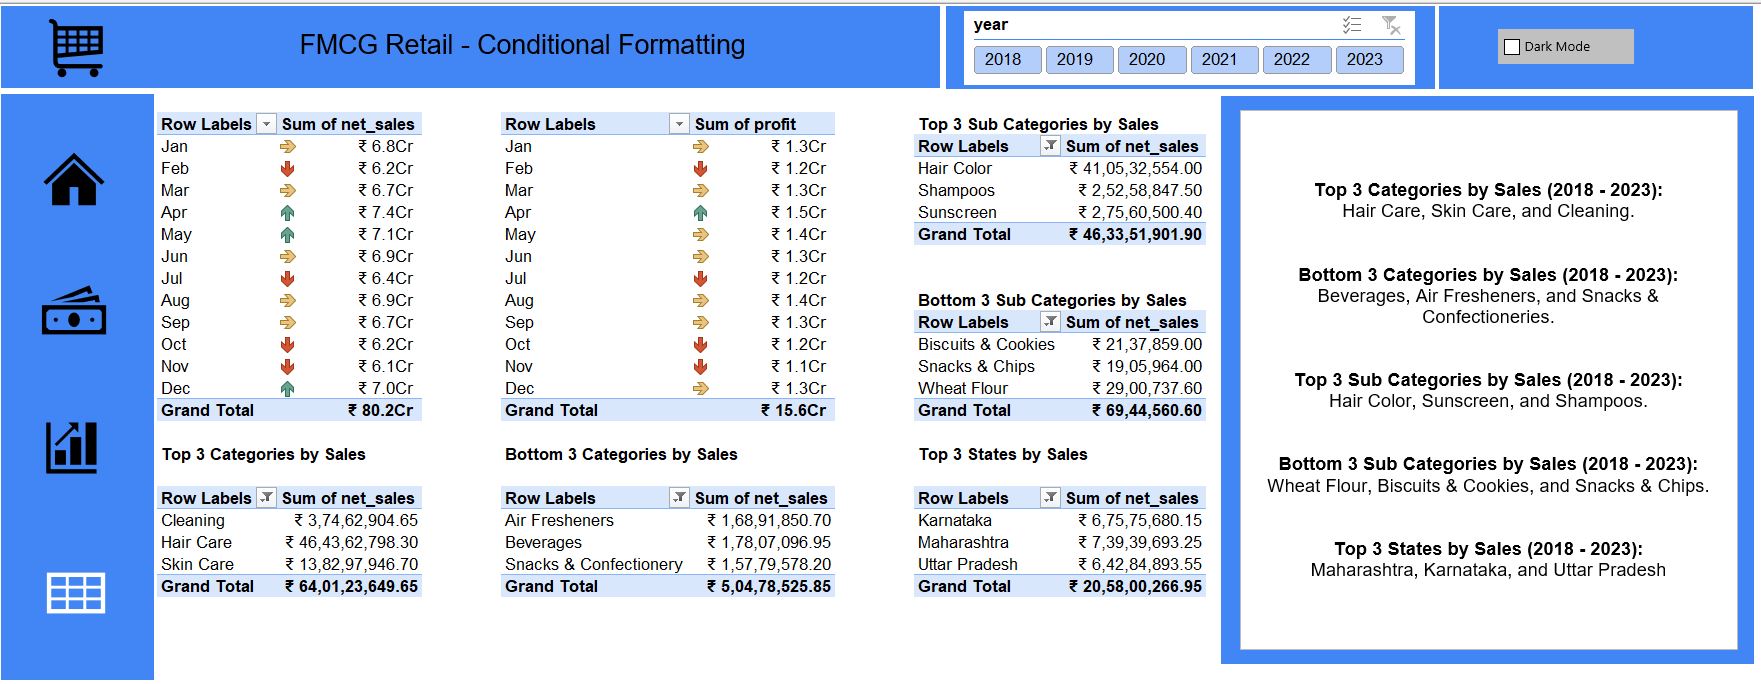 FMCG Retail - Conditional Formatting
year
2018 2019 2020 2021 2022 2023
Dark Mode
Row Labels Sum of net_sales
Jan ₹ 6.8Cr
Feb ₹ 6.2Cr
Mar ₹ 6.7Cr
Apr ₹ 7.4Cr
May ₹ 7.1Cr
Jun ₹ 6.9Cr
Jul ₹ 6.4Cr
Aug ₹ 6.9Cr
Sep ₹ 6.7Cr
Oct ₹ 6.2Cr
Nov ₹ 6.1Cr
Dec ₹ 7.0Cr
Grand Total ₹ 80.2Cr
Row Labels Sum of profit
Jan ₹ 1.3Cr
Feb ₹ 1.2Cr
Mar ₹ 1.3Cr
Apr ₹ 1.5Cr
May ₹ 1.4Cr
Jun ₹ 1.3Cr
Jul ₹ 1.2Cr
Aug ₹ 1.4Cr
Sep ₹ 1.3Cr
Oct ₹ 1.2Cr
Nov ₹ 1.1Cr
Dec ₹ 1.3Cr
Grand Total ₹ 15.6Cr
Top 3 Sub Categories by Sales
Row Labels Sum of net_sales
Hair Color ₹ 41,05,32,554.00
Shampoos ₹ 2,52,58,847.50
Sunscreen ₹ 2,75,60,500.40
Grand Total ₹ 46,33,51,901.90
Bottom 3 Sub Categories by Sales
Row Labels Sum of net_sales
Biscuits & Cookies ₹ 21,37,859.00
Snacks & Chips ₹ 19,05,964.00
Wheat Flour ₹ 29,00,737.60
Grand Total ₹ 69,44,560.60
Top 3 Categories by Sales
Row Labels Sum of net_sales
Cleaning ₹ 3,74,62,904.65
Hair Care ₹ 46,43,62,798.30
Skin Care ₹ 13,82,97,946.70
Grand Total ₹ 64,01,23,649.65
Bottom 3 Categories by Sales
Row Labels Sum of net_sales
Air Fresheners ₹ 1,68,91,850.70
Beverages ₹ 1,78,07,096.95
Snacks & Confectionery ₹ 1,57,79,578.20
Grand Total ₹ 5,04,78,525.85
Top 3 States by Sales
Row Labels Sum of net_sales
Karnataka ₹ 6,75,75,680.15
Maharashtra ₹ 7,39,39,693.25
Uttar Pradesh ₹ 6,42,84,893.55
Grand Total ₹ 20,58,00,266.95
Top 3 Categories by Sales (2018 - 2023):
Hair Care, Skin Care, and Cleaning.
Bottom 3 Categories by Sales (2018 - 2023):
Beverages, Air Fresheners, and Snacks &
Confectioneries.
Top 3 Sub Categories by Sales (2018 - 2023):
Hair Color, Sunscreen, and Shampoos.
Bottom 3 Sub Categories by Sales (2018 - 2023):
Wheat Flour, Biscuits & Cookies, and Snacks & Chips.
Top 3 States by Sales (2018 - 2023):
Maharashtra, Karnataka, and Uttar Pradesh